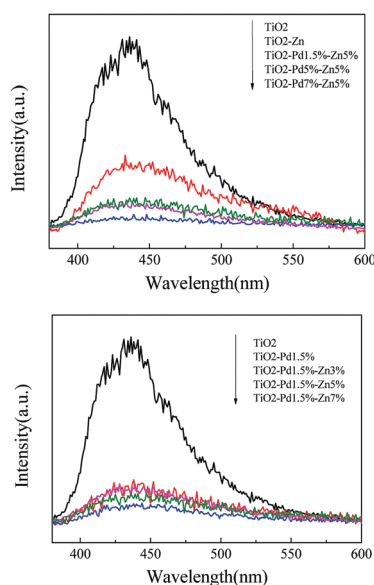 TiO2
TiO2-Zn
TiO2-Pd1.5%-Zn5%
TiO2-Pd5%-Zn5%
TiO2-Pd7%-Zn5%
Intensity(a.u.)
400 450 500 550 600
Wavelength(nm)
TiO2
TiO2-Pd1.5%
TiO2-Pd1.5%-Zn3%
TiO2-Pd1.5%-Zn5%
TiO2-Pd1.5%-Zn7%
Intensity(a.u.)
400 450 500 550 600
Wavelength(nm)